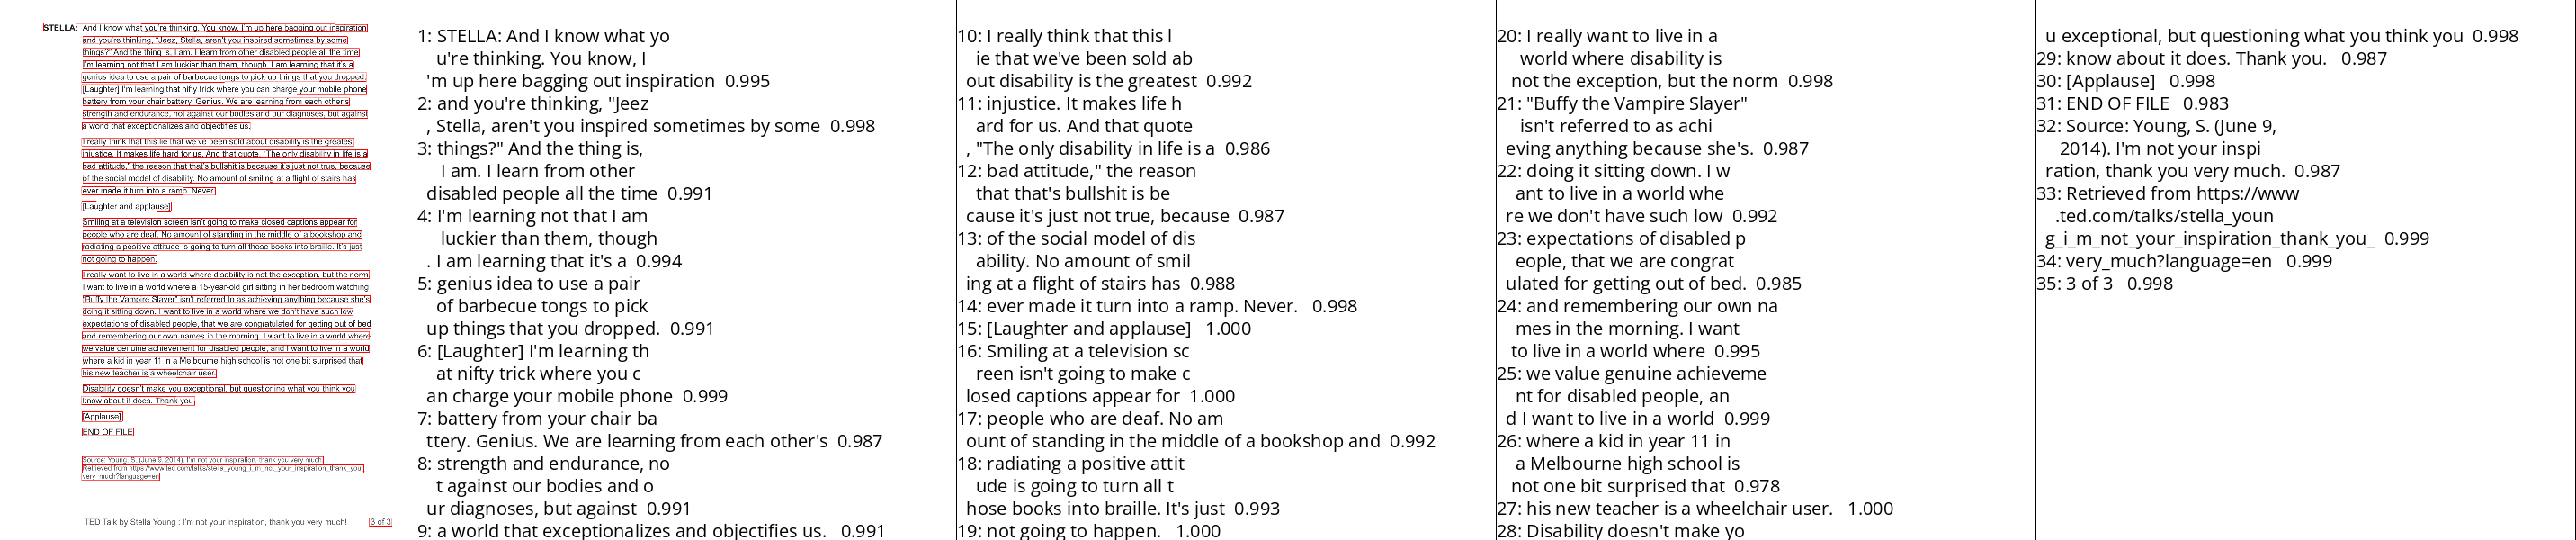 STELLA: And I know what you're thinking. You know, I'm up here bagging out inspiration
and you're thinking, "Jeez, Stella, aren't you inspired sometimes by some
things?" And the thing is, I am. I learn from other disabled people all the time.
I'm learning not that I am luckier than them, though. I am learning that it's a
genius idea to use a pair of barbecue tongs to pick up things that you dropped.
[Laughter] I'm learning that nifty trick where you can charge your mobile phone
battery from your chair battery. Genius. We are learning from each other's
strength and endurance, not against our bodies and our diagnoses, but against
a world that exceptionalizes and objectifies us.
I really think that this lie that we've been sold about disability is the greatest
injustice. It makes life hard for us. And that quote, "The only disability in life is a
bad attitude," the reason that that's bullshit is because it's just not true, because
of the social model of disability. No amount of smiling at a flight of stairs has
ever made it turn into a ramp. Never.
[Laughter and applause]
Smiling at a television screen isn't going to make closed captions appear for
people who are deaf. No amount of standing in the middle of a bookshop and
radiating a positive attitude is going to turn all those books into braille. It's just
not going to happen.
I really want to live in a world where disability is not the exception, but the norm.
I want to live in a world where a 15-year-old girl sitting in her bedroom watching
"Buffy the Vampire Slayer" isn't referred to as achieving anything because she's
doing it sitting down. I want to live in a world where we don't have such low
expectations of disabled people, that we are congratulated for getting out of bed
and remembering our own names in the morning. I want to live in a world where
we value genuine achievement for disabled people, and I want to live in a world
where a kid in year 11 in a Melbourne high school is not one bit surprised that
his new teacher is a wheelchair user.
Disability doesn't make you exceptional, but questioning what you think you
know about it does. Thank you.
[Applause]
END OF FILE
Source: Young, S. (June 9, 2014). I'm not your inspiration, thank you very much.
Retrieved from https://www.ted.com/talks/stella_young_i_m_not_your_inspiration_thank_you_
very_much?language=en
TED Talk by Stella Young : I'm not your inspiration, thank you very much! 3 of 3
1: STELLA: And I know what yo
u're thinking. You know, I
'm up here bagging out inspiration 0.995
2: and you're thinking, "Jeez
, Stella, aren't you inspired sometimes by some 0.998
3: things?" And the thing is,
I am. I learn from other
disabled people all the time 0.991
4: I'm learning not that I am
luckier than them, though
. I am learning that it's a 0.994
5: genius idea to use a pair
of barbecue tongs to pick
up things that you dropped. 0.991
6: [Laughter] I'm learning th
at nifty trick where you c
an charge your mobile phone 0.999
7: battery from your chair ba
ttery. Genius. We are learning from each other's 0.987
8: strength and endurance, no
t against our bodies and o
ur diagnoses, but against 0.991
9: a world that exceptionalizes and objectifies us. 0.991
10: I really think that this l
ie that we've been sold ab
out disability is the greatest 0.992
11: injustice. It makes life h
ard for us. And that quote
, "The only disability in life is a 0.986
12: bad attitude," the reason
that that's bullshit is be
cause it's just not true, because 0.987
13: of the social model of dis
ability. No amount of smil
ing at a flight of stairs has 0.988
14: ever made it turn into a ramp. Never. 0.998
15: [Laughter and applause] 1.000
16: Smiling at a television sc
reen isn't going to make c
losed captions appear for 1.000
17: people who are deaf. No am
ount of standing in the middle of a bookshop and 0.992
18: radiating a positive attit
ude is going to turn all t
hose books into braille. It's just 0.993
19: not going to happen. 1.000
20: I really want to live in a
world where disability is
not the exception, but the norm 0.998
21: "Buffy the Vampire Slayer"
isn't referred to as achi
eving anything because she's. 0.987
22: doing it sitting down. I w
ant to live in a world whe
re we don't have such low 0.992
23: expectations of disabled p
eople, that we are congrat
ulated for getting out of bed. 0.985
24: and remembering our own na
mes in the morning. I want
to live in a world where 0.995
25: we value genuine achieveme
nt for disabled people, an
d I want to live in a world 0.999
26: where a kid in year 11 in
a Melbourne high school is
not one bit surprised that 0.978
27: his new teacher is a wheelchair user. 1.000
28: Disability doesn't make yo
u exceptional, but questioning what you think you 0.998
29: know about it does. Thank you. 0.987
30: [Applause] 0.998
31: END OF FILE 0.983
32: Source: Young, S. (June 9,
2014). I'm not your inspi
ration, thank you very much. 0.987
33: Retrieved from https://www
.ted.com/talks/stella_youn
g_i_m_not_your_inspiration_thank_you_ 0.999
34: very_much?language=en 0.999
35: 3 of 3 0.998